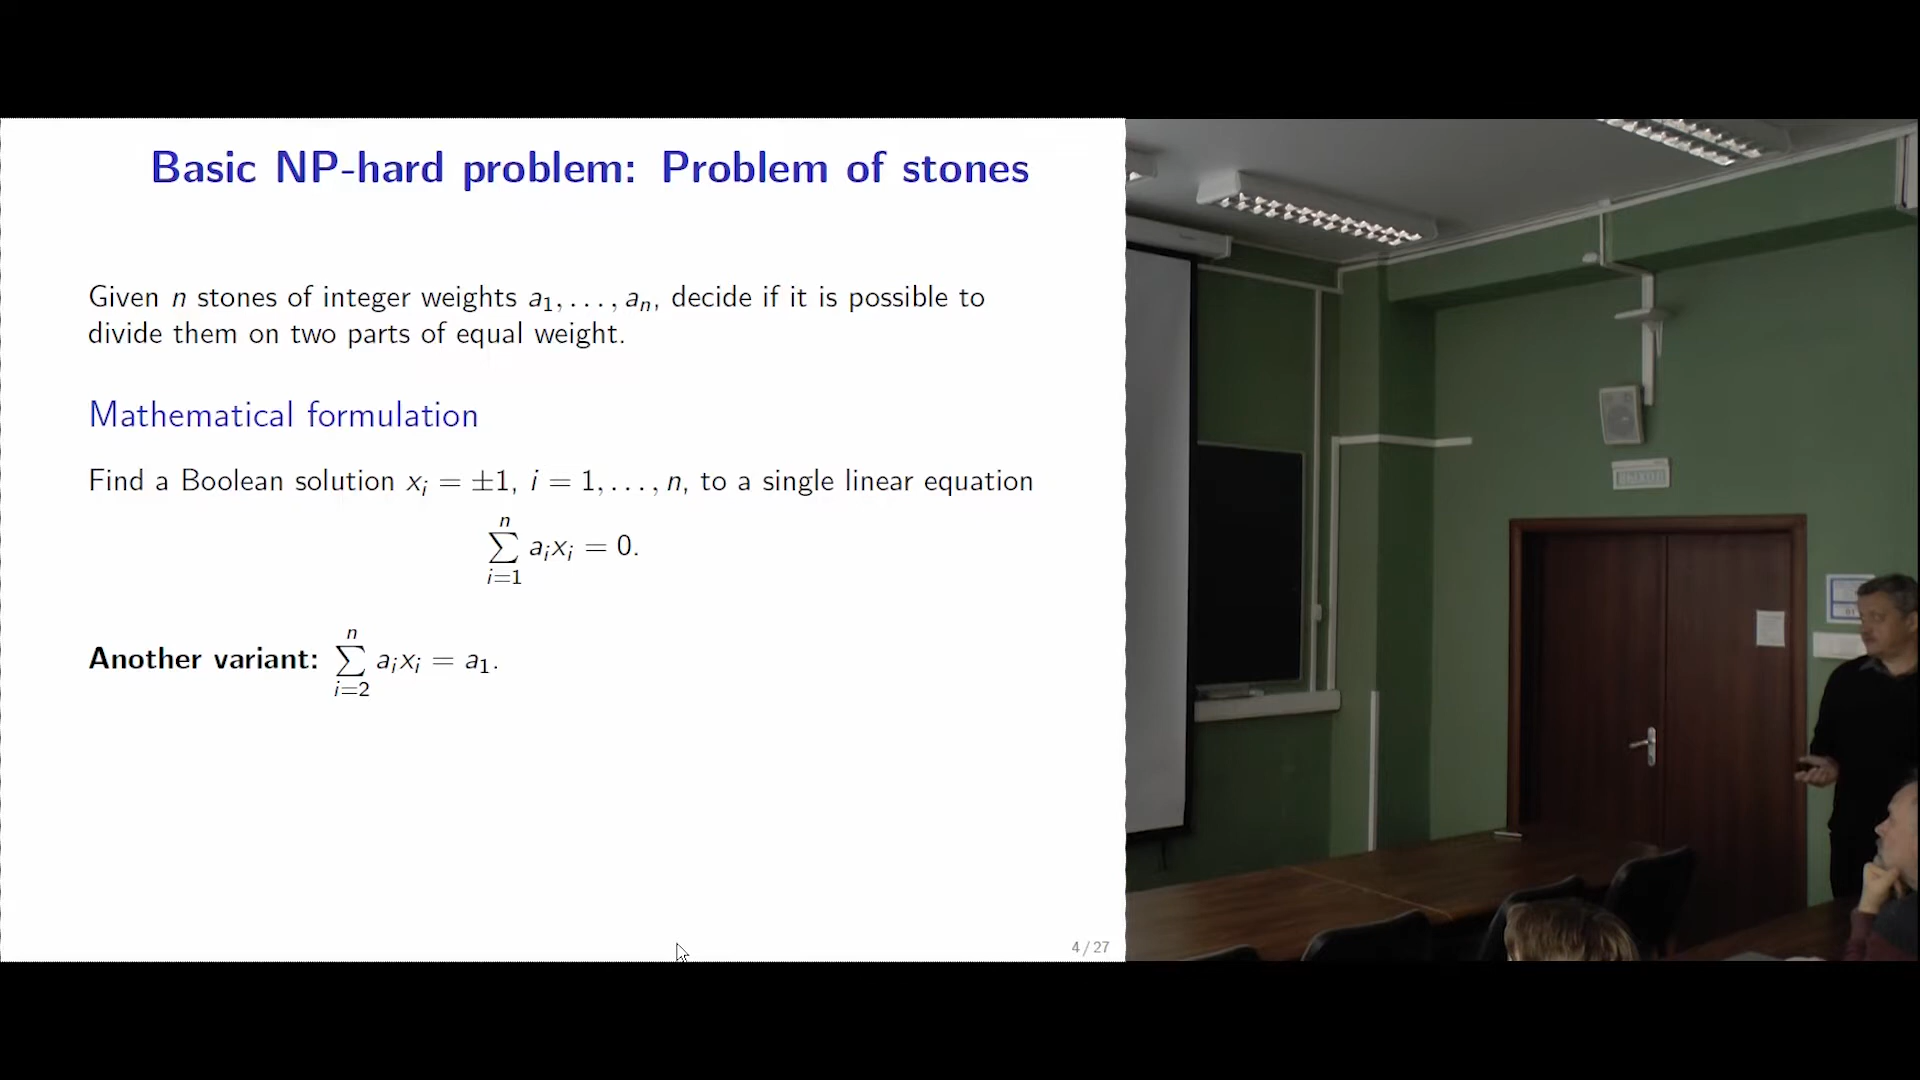 Basic NP-hard problem: Problem of stones
Given n stones of integer weights a₁, . . . , aₙ, decide if it is possible to
divide them on two parts of equal weight.
Mathematical formulation
Find a Boolean solution xᵢ = ±1, i = 1, . . . , n, to a single linear equation
∑ᵢ₌₁ⁿ aᵢxᵢ = 0.
Another variant: ∑ᵢ₌₂ⁿ aᵢxᵢ = a₁.
4 / 27